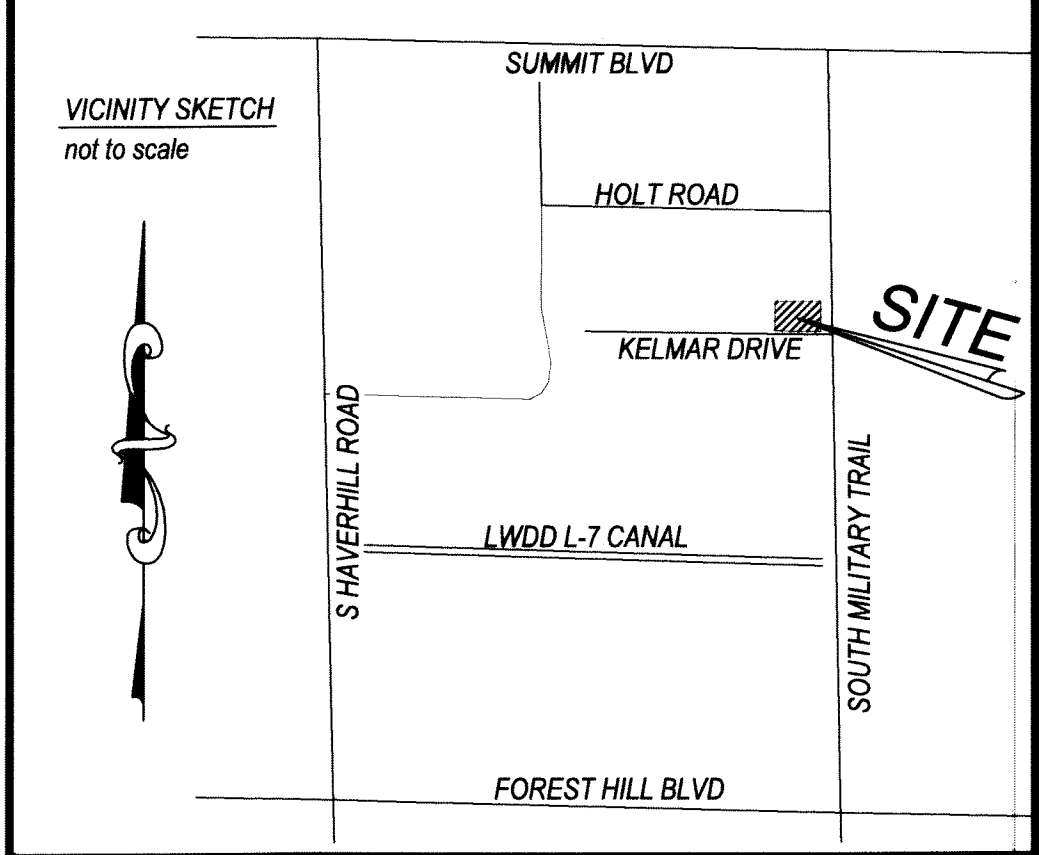 SUMMIT BLVD
VICINITY SKETCH
not to scale
HOLT ROAD
SITE
KELMAR DRIVE
S HAVERHILL ROAD
SOUTH MILITARY TRAIL
LWDD L-7 CANAL
FOREST HILL BLVD